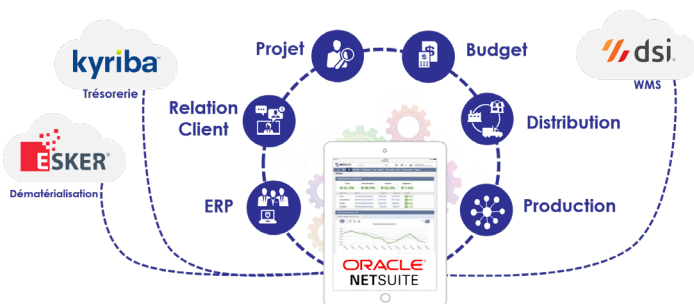 kyriba
Trésorerie
ESKER
Dématérialisation
Projet
Budget
Relation
Client
Distribution
ERP
Production
dsi
WMS
ORACLE
NETSUITE